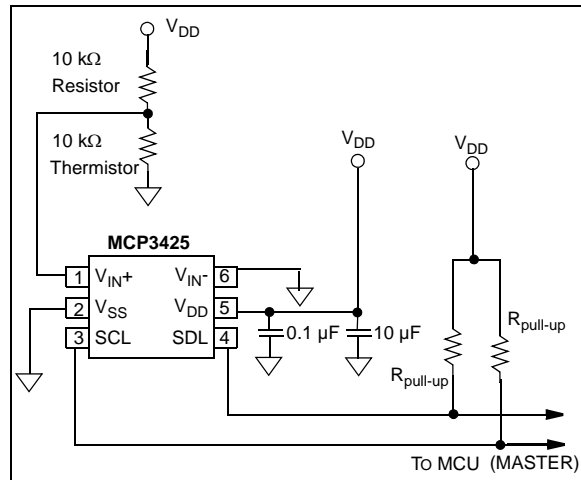 V_DD
10 kΩ
Resistor
10 kΩ
Thermistor
V_DD
V_DD
MCP3425
1 V_IN+ V_IN- 6
2 V_SS V_DD 5
3 SCL SDL 4
0.1 µF
10 µF
R_pull-up
R_pull-up
TO MCU (MASTER)